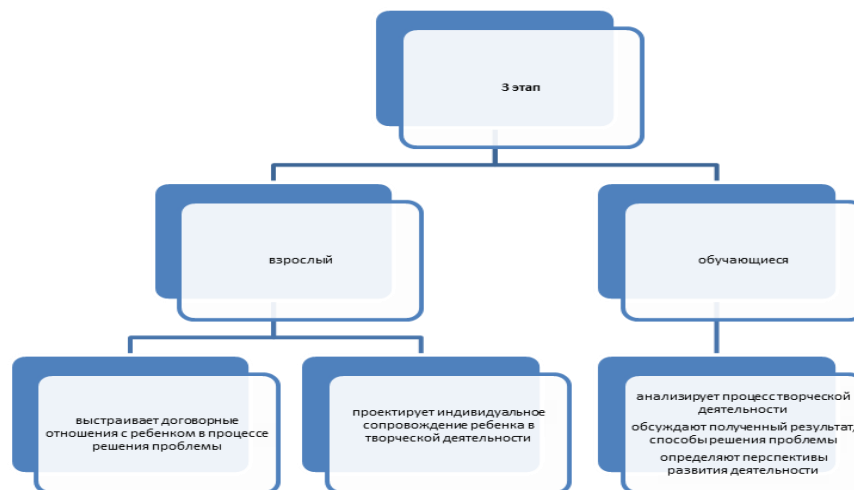 3 этап
взрослый
обучающиеся
выстраивает договорные
отношения с ребенком в процессе
решения проблемы
проектирует индивидуальное
сопровождение ребенка в
творческой деятельности
анализирует процесс творческой
деятельности
обсуждают полученный результат,
способы решения проблемы
определяют перспективы
развития деятельности